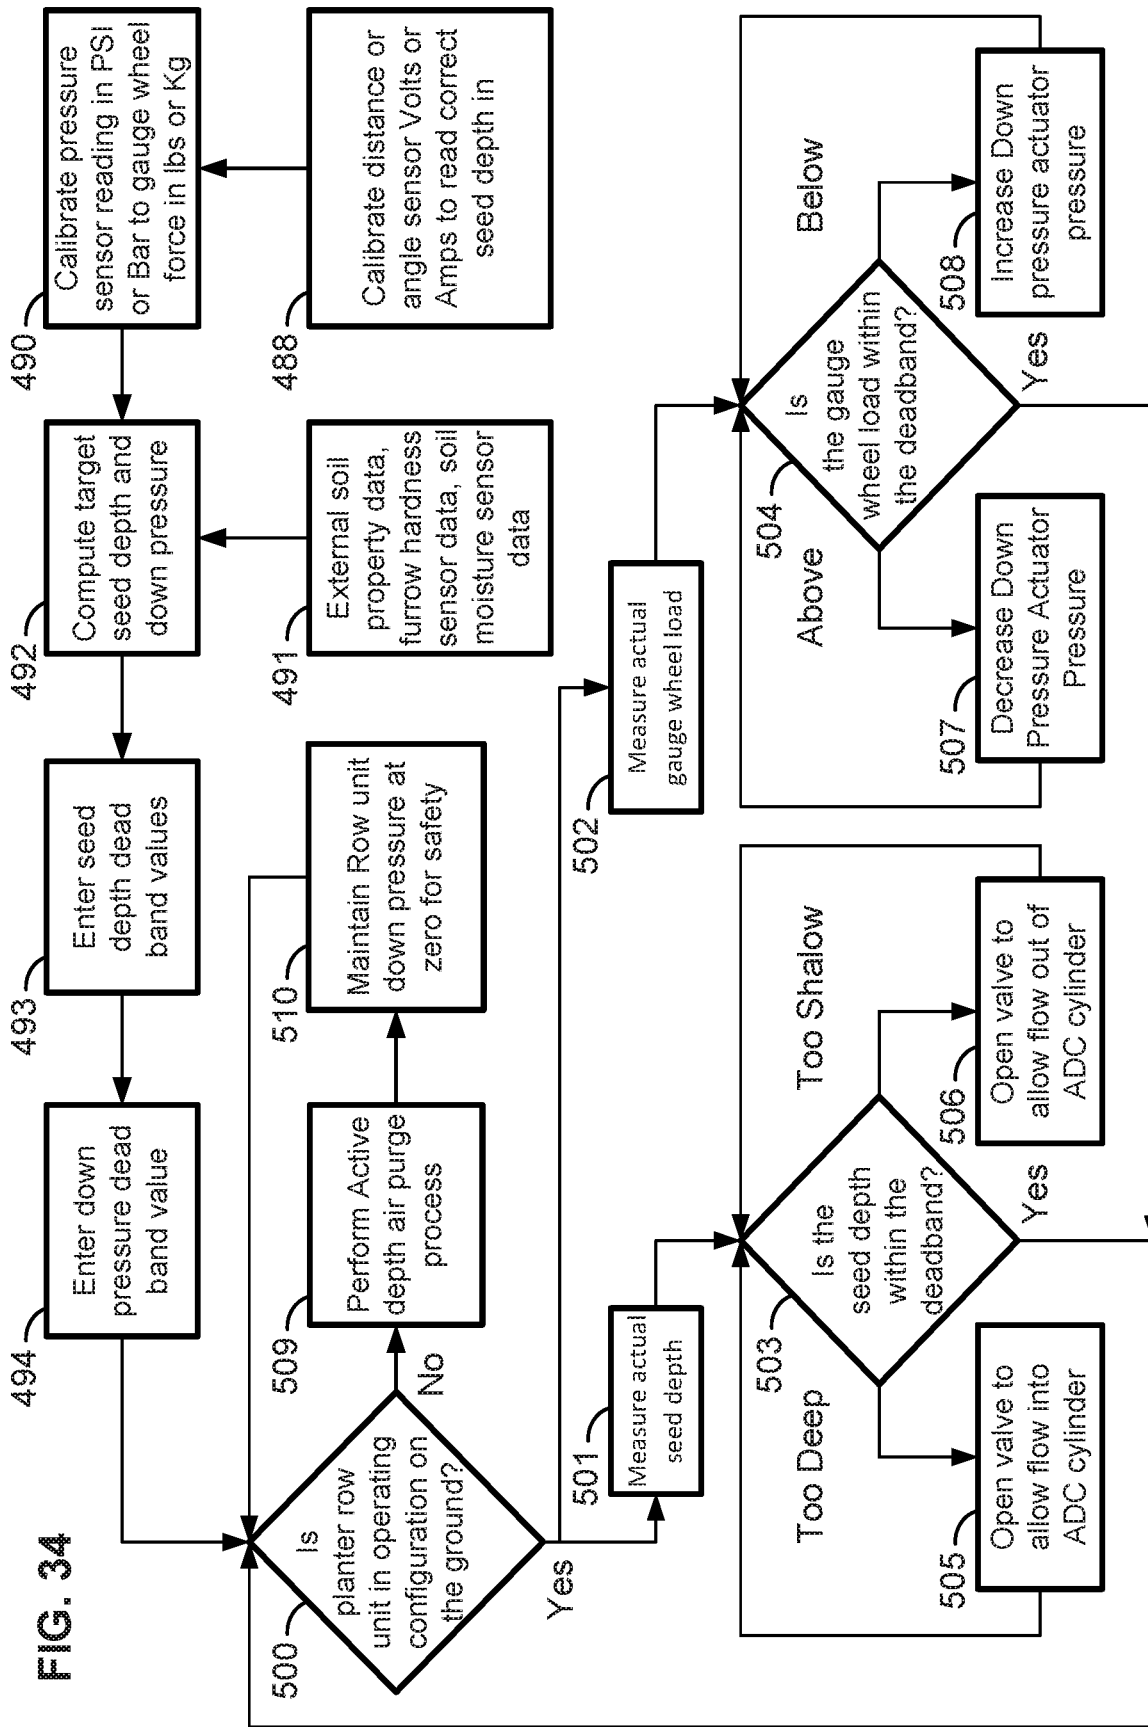 FIG. 34
494
Enter down
pressure dead
band value
493
Enter seed
depth dead
band values
492
Compute target
seed depth and
down pressure
490
Calibrate pressure
sensor reading in PSI
or Bar to gauge wheel
force in lbs or Kg
500
Is
planter row
unit in operating
configuration on
the ground?
No
Yes
509
Perform Active
depth air purge
process
510
Maintain Row unit
down pressure at
zero for safety
491
External soil
property data,
furrow hardness
sensor data, soil
moisture sensor
data
488
Calibrate distance or
angle sensor Volts or
Amps to read correct
seed depth in
501
Measure actual
seed depth
502
Measure actual
gauge wheel load
Too Deep
503
Is the
seed depth
within the
deadband?
Too Shalow
Yes
505
Open valve to
allow flow into
ADC cylinder
506
Open valve to
allow flow out of
ADC cylinder
Above
504
Is
the gauge
wheel load within
the deadband?
Below
Yes
507
Decrease Down
Pressure Actuator
Pressure
508
Increase Down
pressure actuator
pressure